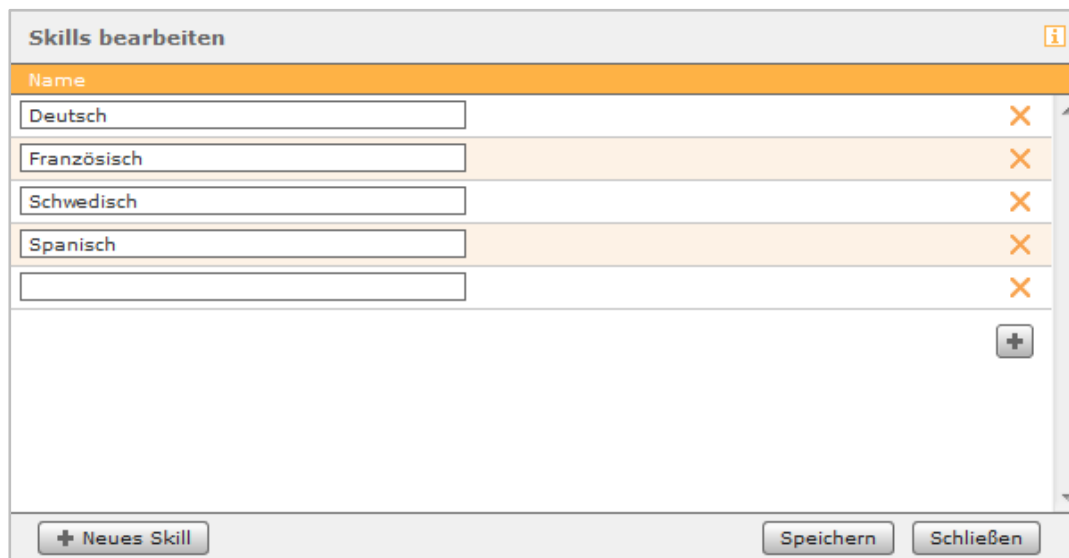 Skills bearbeiten
Name
Deutsch
Französisch
Schwedisch
Spanisch
Neues Skill Speichern Schließen